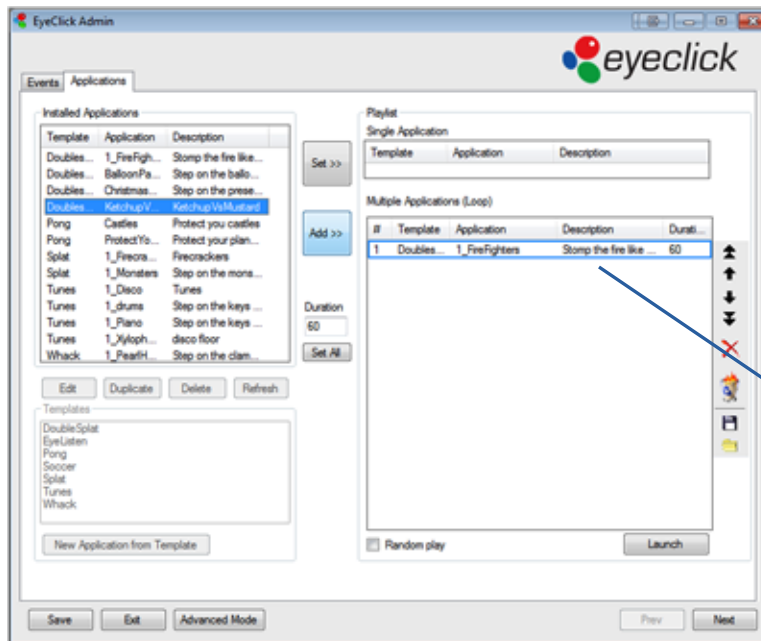 EyeClick Admin
eyeclick
Events Applications
Installed Applications
Template Application Description
Doubles... 1_FireFigh... Stomp the fire like...
Doubles... BalloonPa... Step on the ballo...
Doubles... Christmas... Step on the prese...
Doubles... KetchupV... KetchupVsMustard
Pong Castles Protect you castles
Pong ProtectYo... Protect your plan...
Splat 1_Firecra... Firecrackers
Splat 1_Monsters Step on the mons...
Tunes 1_Disco Tunes
Tunes 1_drums Step on the keys ...
Tunes 1_Piano Step on the keys ...
Tunes 1_Xyloph... disco floor
Whack 1_PearlH... Step on the clam...
Edit Duplicate Delete Refresh
Templates
DoubleSplat
EyeListen
Pong
Soccer
Splat
Tunes
Whack
New Application from Template
Set >>
Add >>
Duration
60
Set All
Playlist
Single Application
Template Application Description
Multiple Applications (Loop)
# Template Application Description Durati...
1 Doubles... 1_FireFighters Stomp the fire like ... 60
Random play
Launch
Save Exit Advanced Mode Prev Next